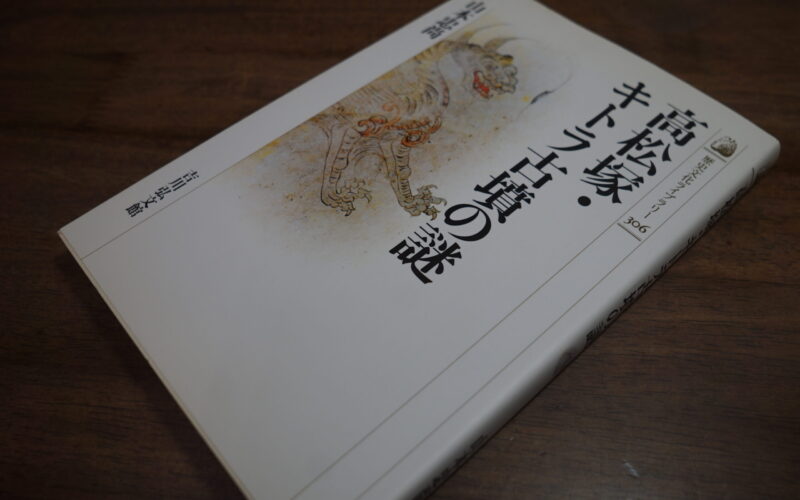 歴史文化ライブラリー
306
高松塚・
キトラ古墳の謎
山本忠尚
吉川弘文館